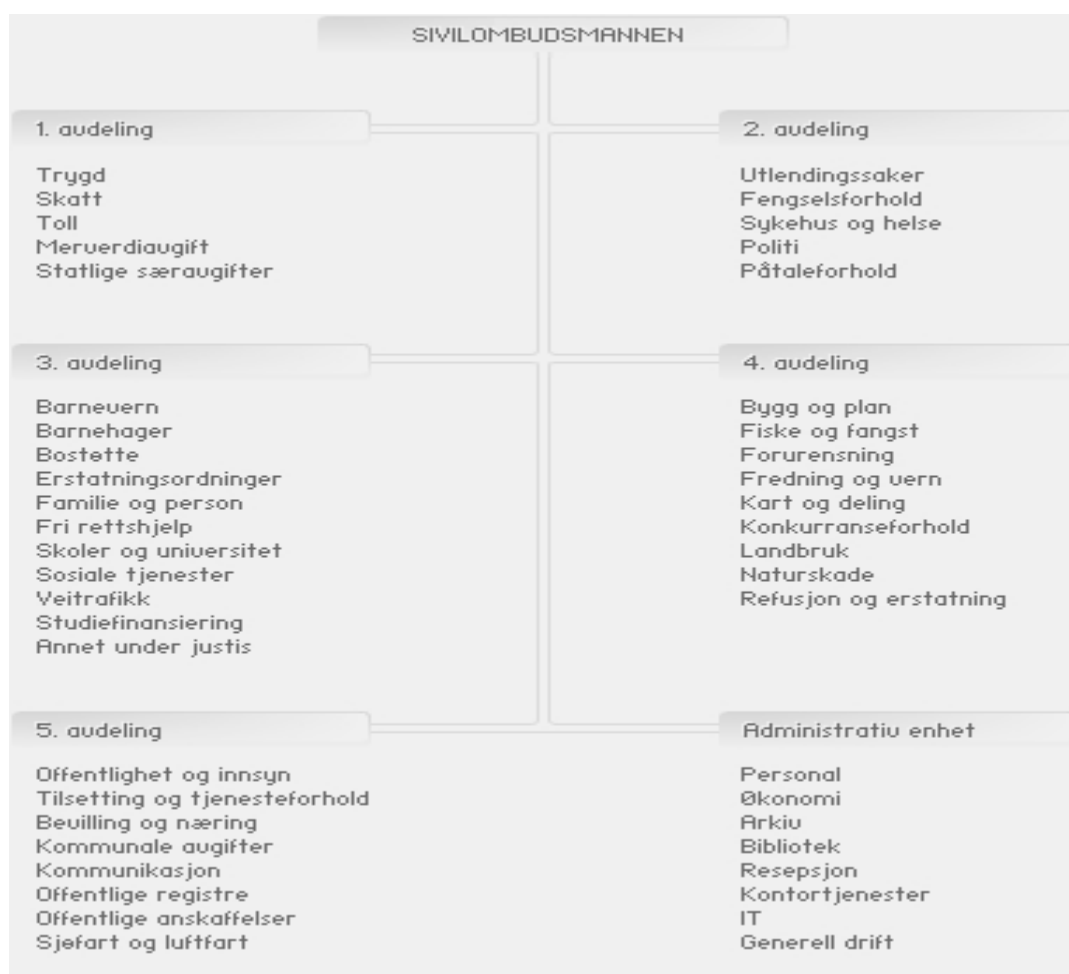 SIVILOMBUDSMANNEN
1. avdeling
Trygd
Skatt
Toll
Merverdiavgift
Statlige særavgifter
2. avdeling
Utlendingssaker
Fengselsforhold
Sykehus og helse
Politi
Påtaleforhold
3. avdeling
Barnevern
Barnehager
Bostøtte
Erstatningsordninger
Familie og person
Fri rettshjelp
Skoler og universitet
Sosiale tjenester
Veitrafikk
Studiefinansiering
Annet under justis
4. avdeling
Bygg og plan
Fiske og fangst
Forurensning
Fredning og vern
Kart og deling
Konkurranseforhold
Landbruk
Naturskade
Refusjon og erstatning
5. avdeling
Offentlighet og innsyn
Tilsetting og tjenesteforhold
Bevilling og næring
Kommunale avgifter
Kommunikasjon
Offentlige registre
Offentlige anskaffelser
Sjøfart og luftfart
Administrativ enhet
Personal
Økonomi
Arkiv
Bibliotek
Resepsjon
Kontortjenester
IT
Generell drift